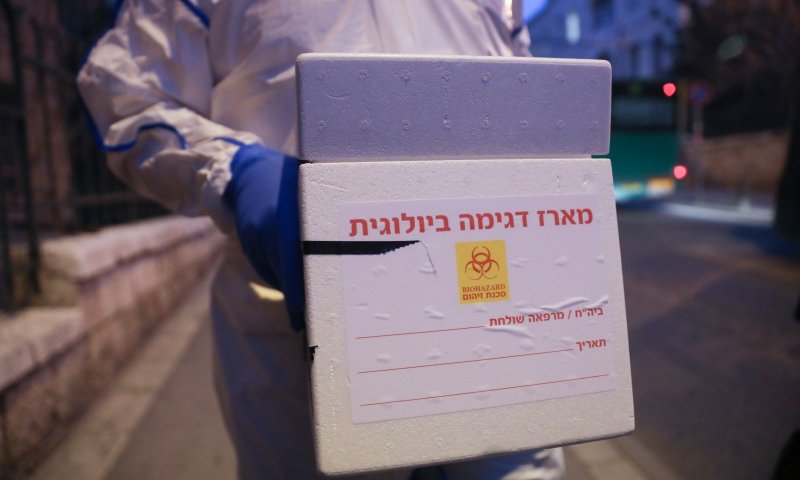 מארז דגימה ביולוגית
BIOHAZARD
סכנת זיהום
ביה"ח / מרפאה שולחת
תאריך